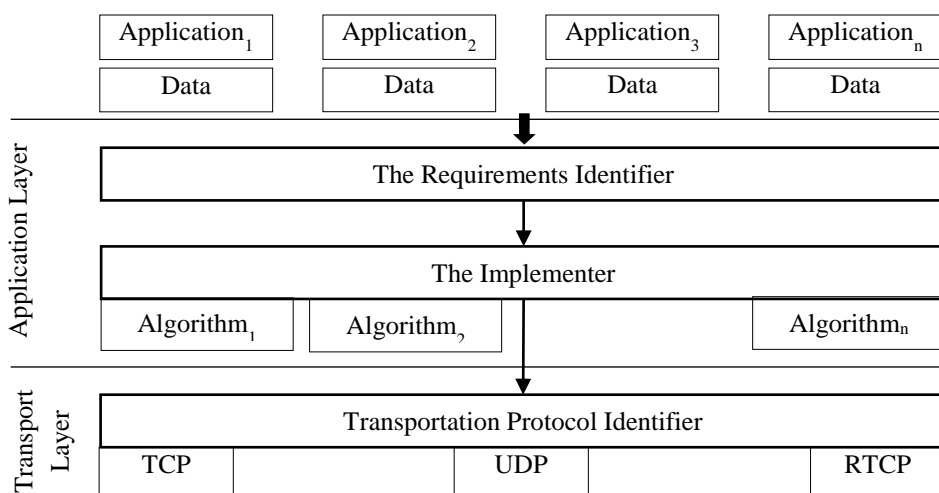 Application₁ Application₂ Application₃ Applicationₙ
Data Data Data Data
Application Layer
The Requirements Identifier
The Implementer
Algorithm₁ Algorithm₂ Algorithmₙ
Transport
Layer
Transportation Protocol Identifier
TCP UDP RTCP